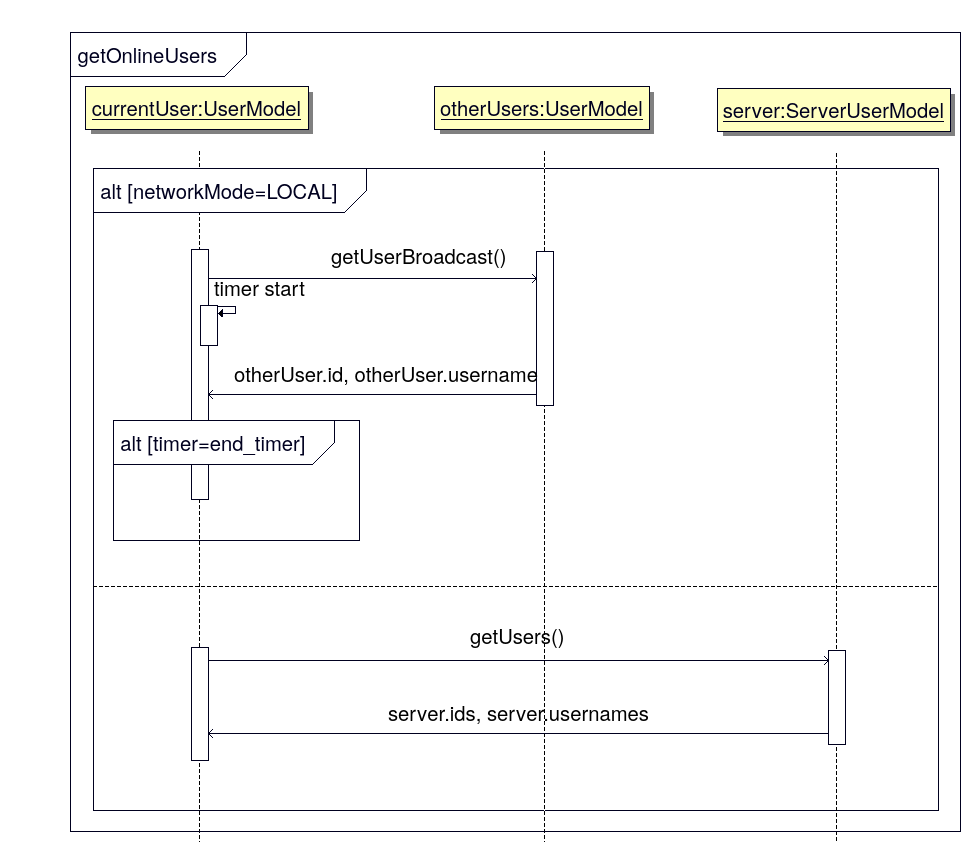 getOnlineUsers
currentUser:UserModel
otherUsers:UserModel
server:ServerUserModel
alt [networkMode=LOCAL]
getUserBroadcast()
timer start
otherUser.id, otherUser.username
alt [timer=end_timer]
getUsers()
server.ids, server.usernames